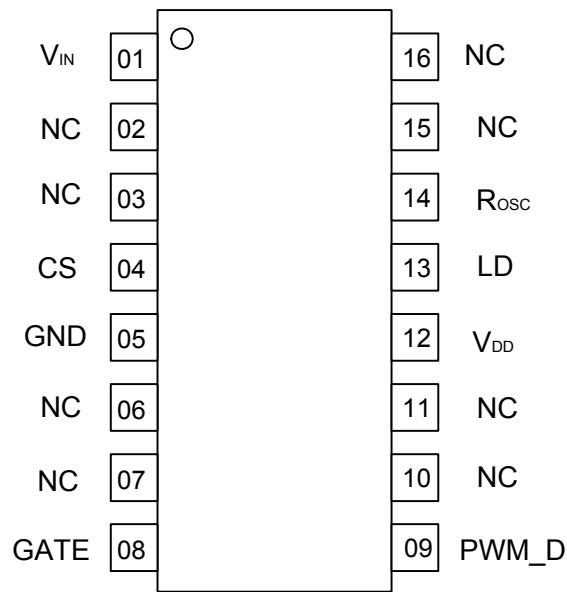 VIN 01 16 NC
NC 02 15 NC
NC 03 14 ROSC
CS 04 13 LD
GND 05 12 VDD
NC 06 11 NC
NC 07 10 NC
GATE 08 09 PWM_D